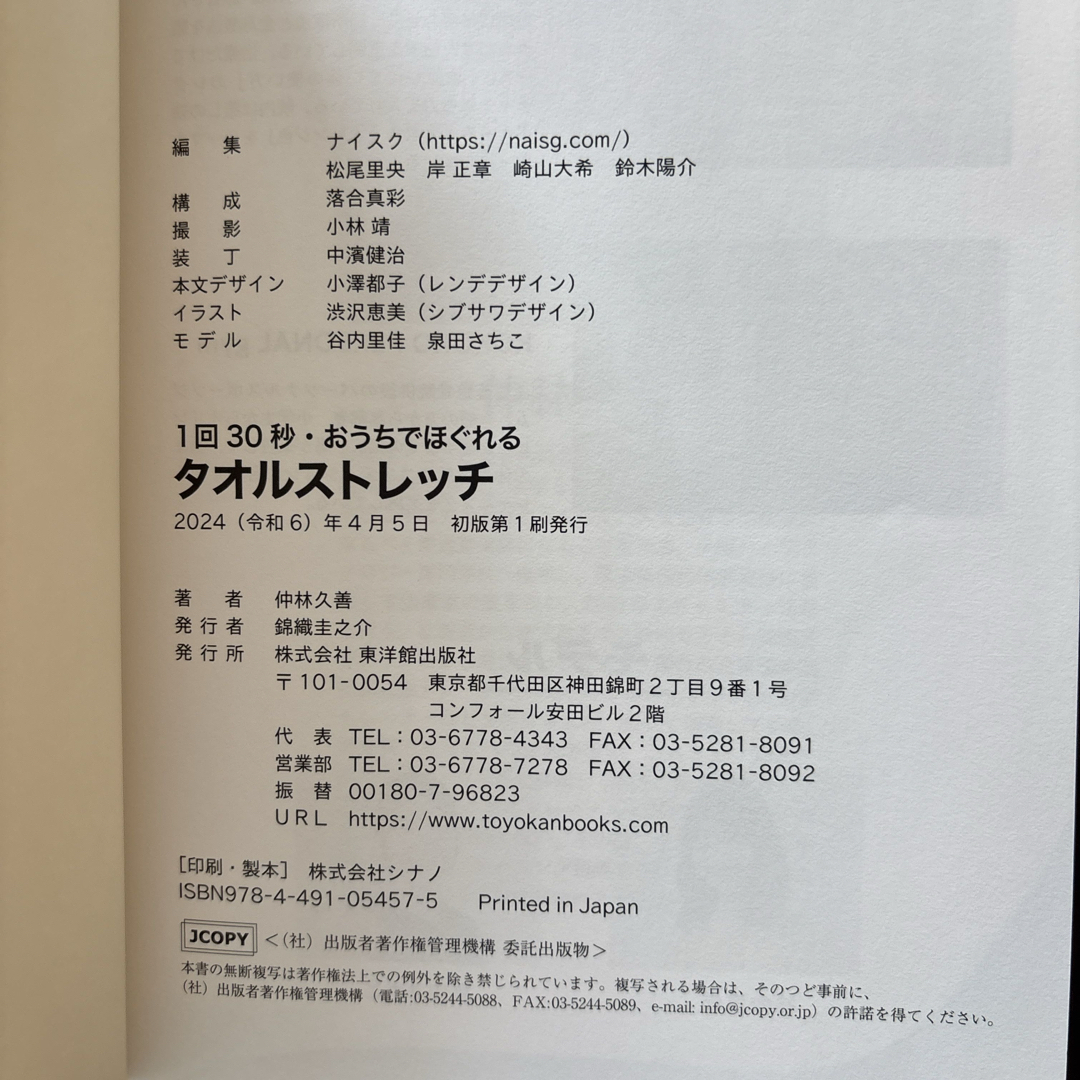 編　集　ナイスク（https://naisg.com/）
松尾里央　岸 正章　崎山大希　鈴木陽介
構　成　落合真彩
撮　影　小林 靖
装　丁　中濱健治
本文デザイン　小澤都子（レンデデザイン）
イラスト　渋沢恵美（シブサワデザイン）
モデル　谷内里佳　泉田さちこ
1回30秒・おうちでほぐれる
タオルストレッチ
2024（令和6）年4月5日　初版第1刷発行
著　者　仲林久善
発行者　錦織圭之介
発行所　株式会社 東洋館出版社
〒101-0054　東京都千代田区神田錦町2丁目9番1号
コンフォール安田ビル2階
代　表　TEL：03-6778-4343　FAX：03-5281-8091
営業部　TEL：03-6778-7278　FAX：03-5281-8092
振　替　00180-7-96823
URL　https://www.toyokanbooks.com
［印刷・製本］　株式会社シナノ
ISBN978-4-491-05457-5　Printed in Japan
JCOPY ＜（社）出版者著作権管理機構 委託出版物＞
本書の無断複写は著作権法上での例外を除き禁じられています。複写される場合は、そのつど事前に、
（社）出版者著作権管理機構（電話:03-5244-5088、FAX:03-5244-5089、e-mail: info@jcopy.or.jp）の許諾を得てください。